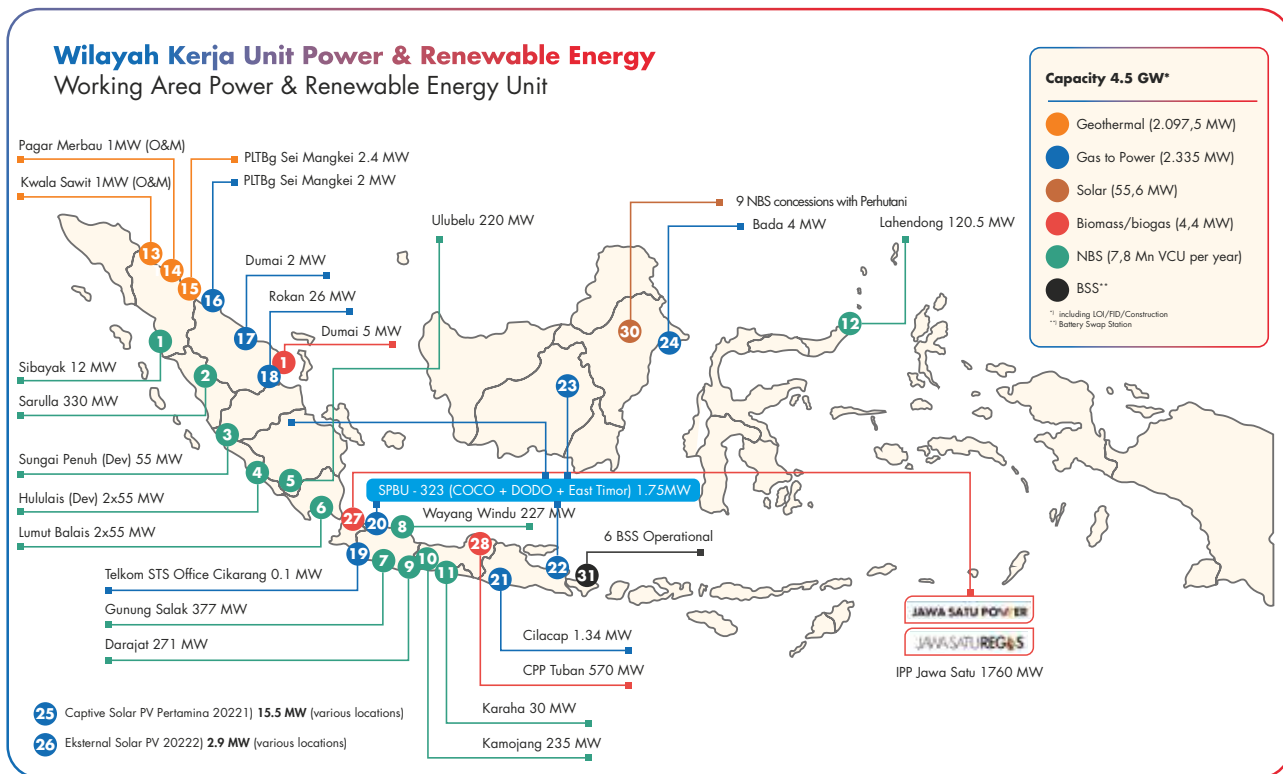 Wilayah Kerja Unit Power & Renewable Energy
Working Area Power & Renewable Energy Unit
Capacity 4.5 GW*
Geothermal (2.097,5 MW)
Gas to Power (2.335 MW)
Solar (55,6 MW)
Biomass/biogas (4,4 MW)
NBS (7,8 Mn VCU per year)
BSS**
*) including LOI/FID/Construction
**) Battery Swap Station
Pagar Merbau 1MW (O&M)
PLTBg Sei Mangkei 2.4 MW
Kwala Sawit 1MW (O&M)
PLTBg Sei Mangkei 2 MW
Ulubelu 220 MW
9 NBS concessions with Perhutani
Bada 4 MW
Lahendong 120.5 MW
Dumai 2 MW
Rokan 26 MW
Dumai 5 MW
13
14
15
16
17
18
1
1
2
3
4
5
6
30
24
23
12
Sibayak 12 MW
Sarulla 330 MW
Sungai Penuh (Dev) 55 MW
Hululais (Dev) 2x55 MW
Lumut Balais 2x55 MW
SPBU - 323 (COCO + DODO + East Timor) 1.75MW
Wayang Windu 227 MW
6 BSS Operational
27
20
8
28
19
7
9
10
11
21
22
31
Telkom STS Office Cikarang 0.1 MW
Gunung Salak 377 MW
Darajat 271 MW
Cilacap 1.34 MW
CPP Tuban 570 MW
Karaha 30 MW
Kamojang 235 MW
JAWA SATU POWER
JAWA SATU REGAS
IPP Jawa Satu 1760 MW
25 Captive Solar PV Pertamina 20221) 15.5 MW (various locations)
26 Eksternal Solar PV 20222) 2.9 MW (various locations)